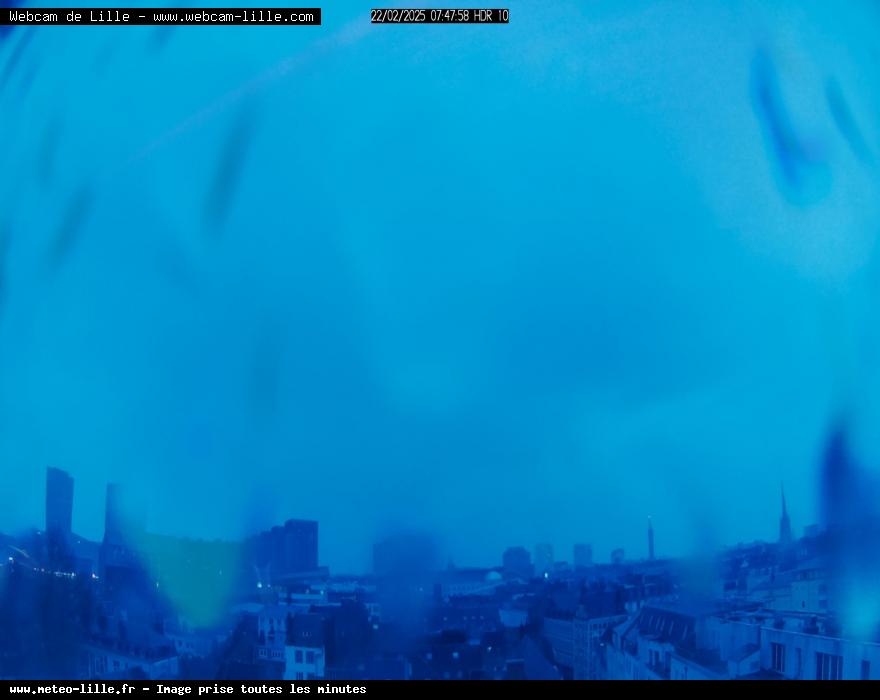 Webcam de Lille - www.webcam-lille.com
22/02/2025 07:47:58 HDR 10
www.meteo-lille.fr - Image prise toutes les minutes